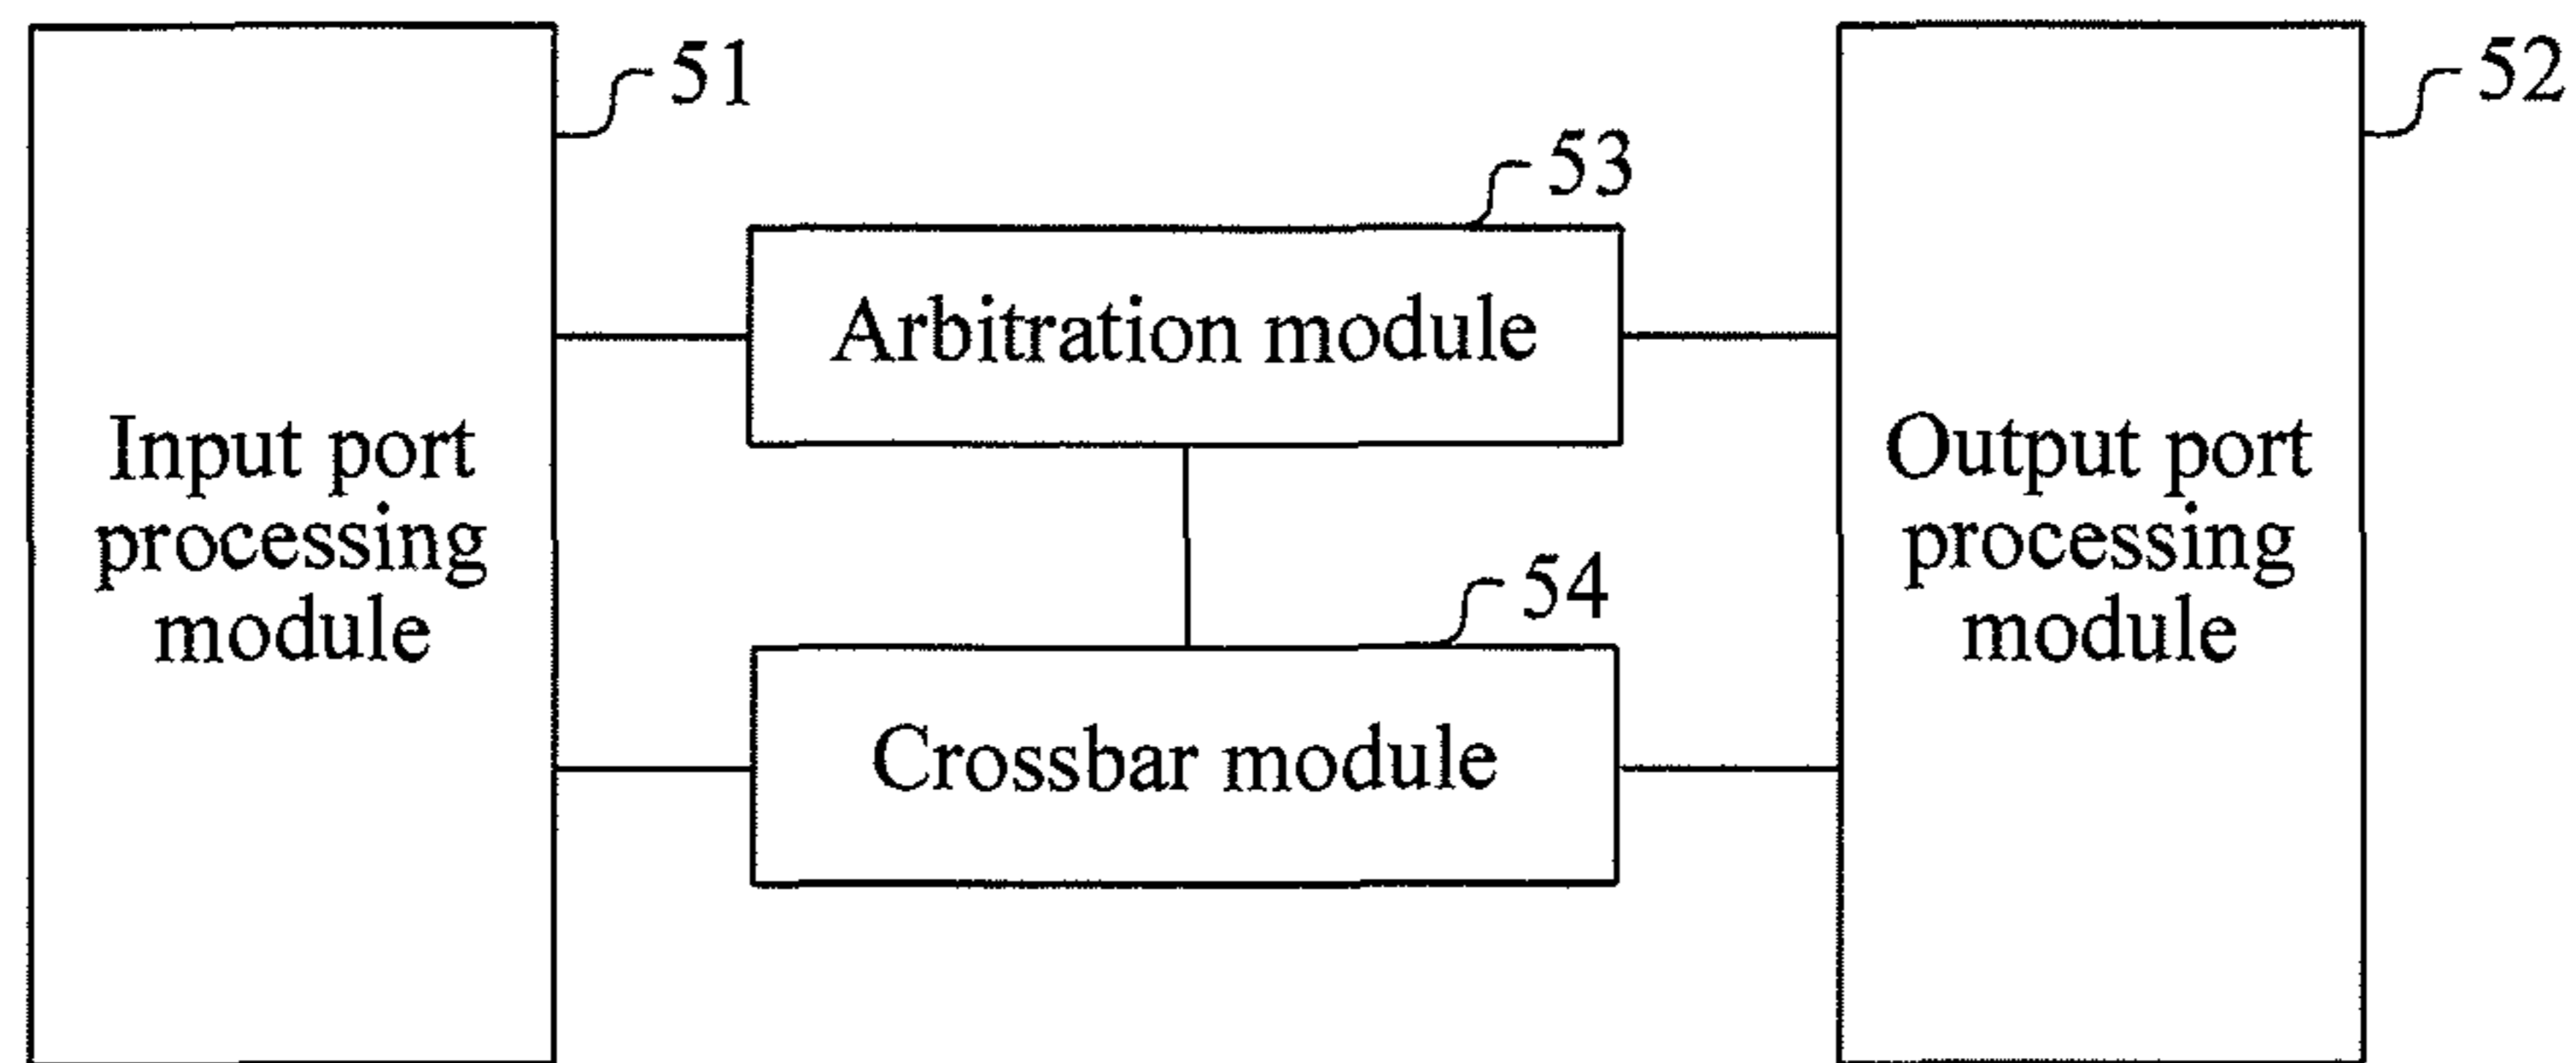 51
52
53
Arbitration module
Input port
processing
module
Output port
processing
module
54
Crossbar module